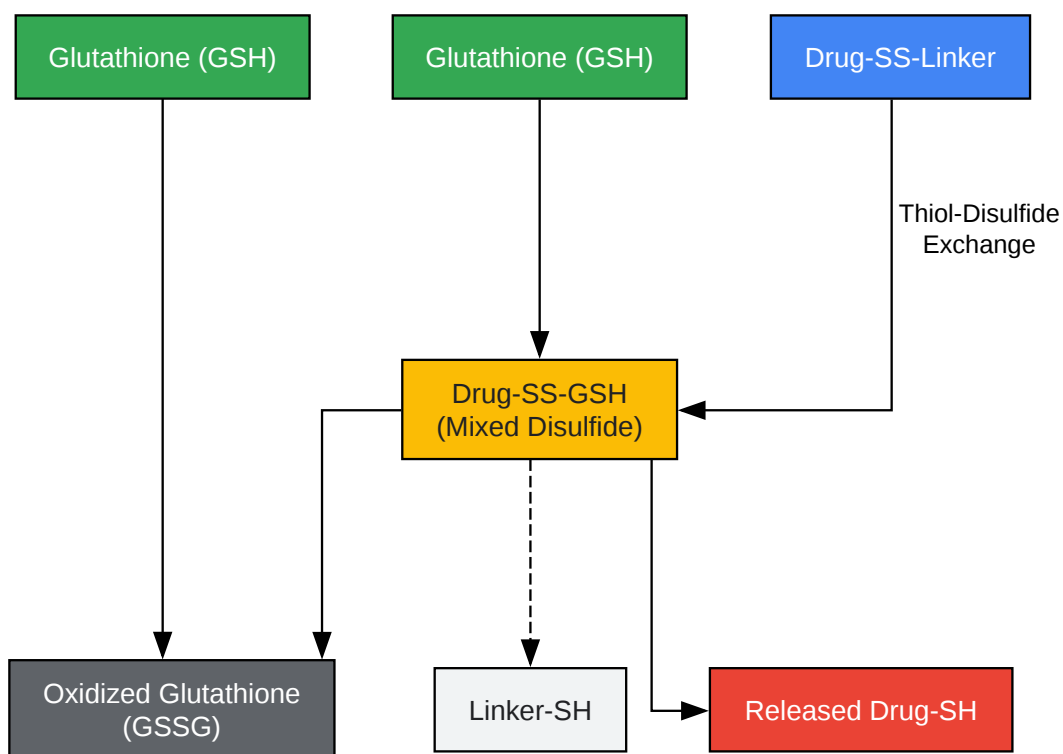 Glutathione (GSH)
Glutathione (GSH)
Drug-SS-Linker
Thiol-Disulfide
Exchange
Drug-SS-GSH
(Mixed Disulfide)
Oxidized Glutathione
(GSSG)
Linker-SH
Released Drug-SH